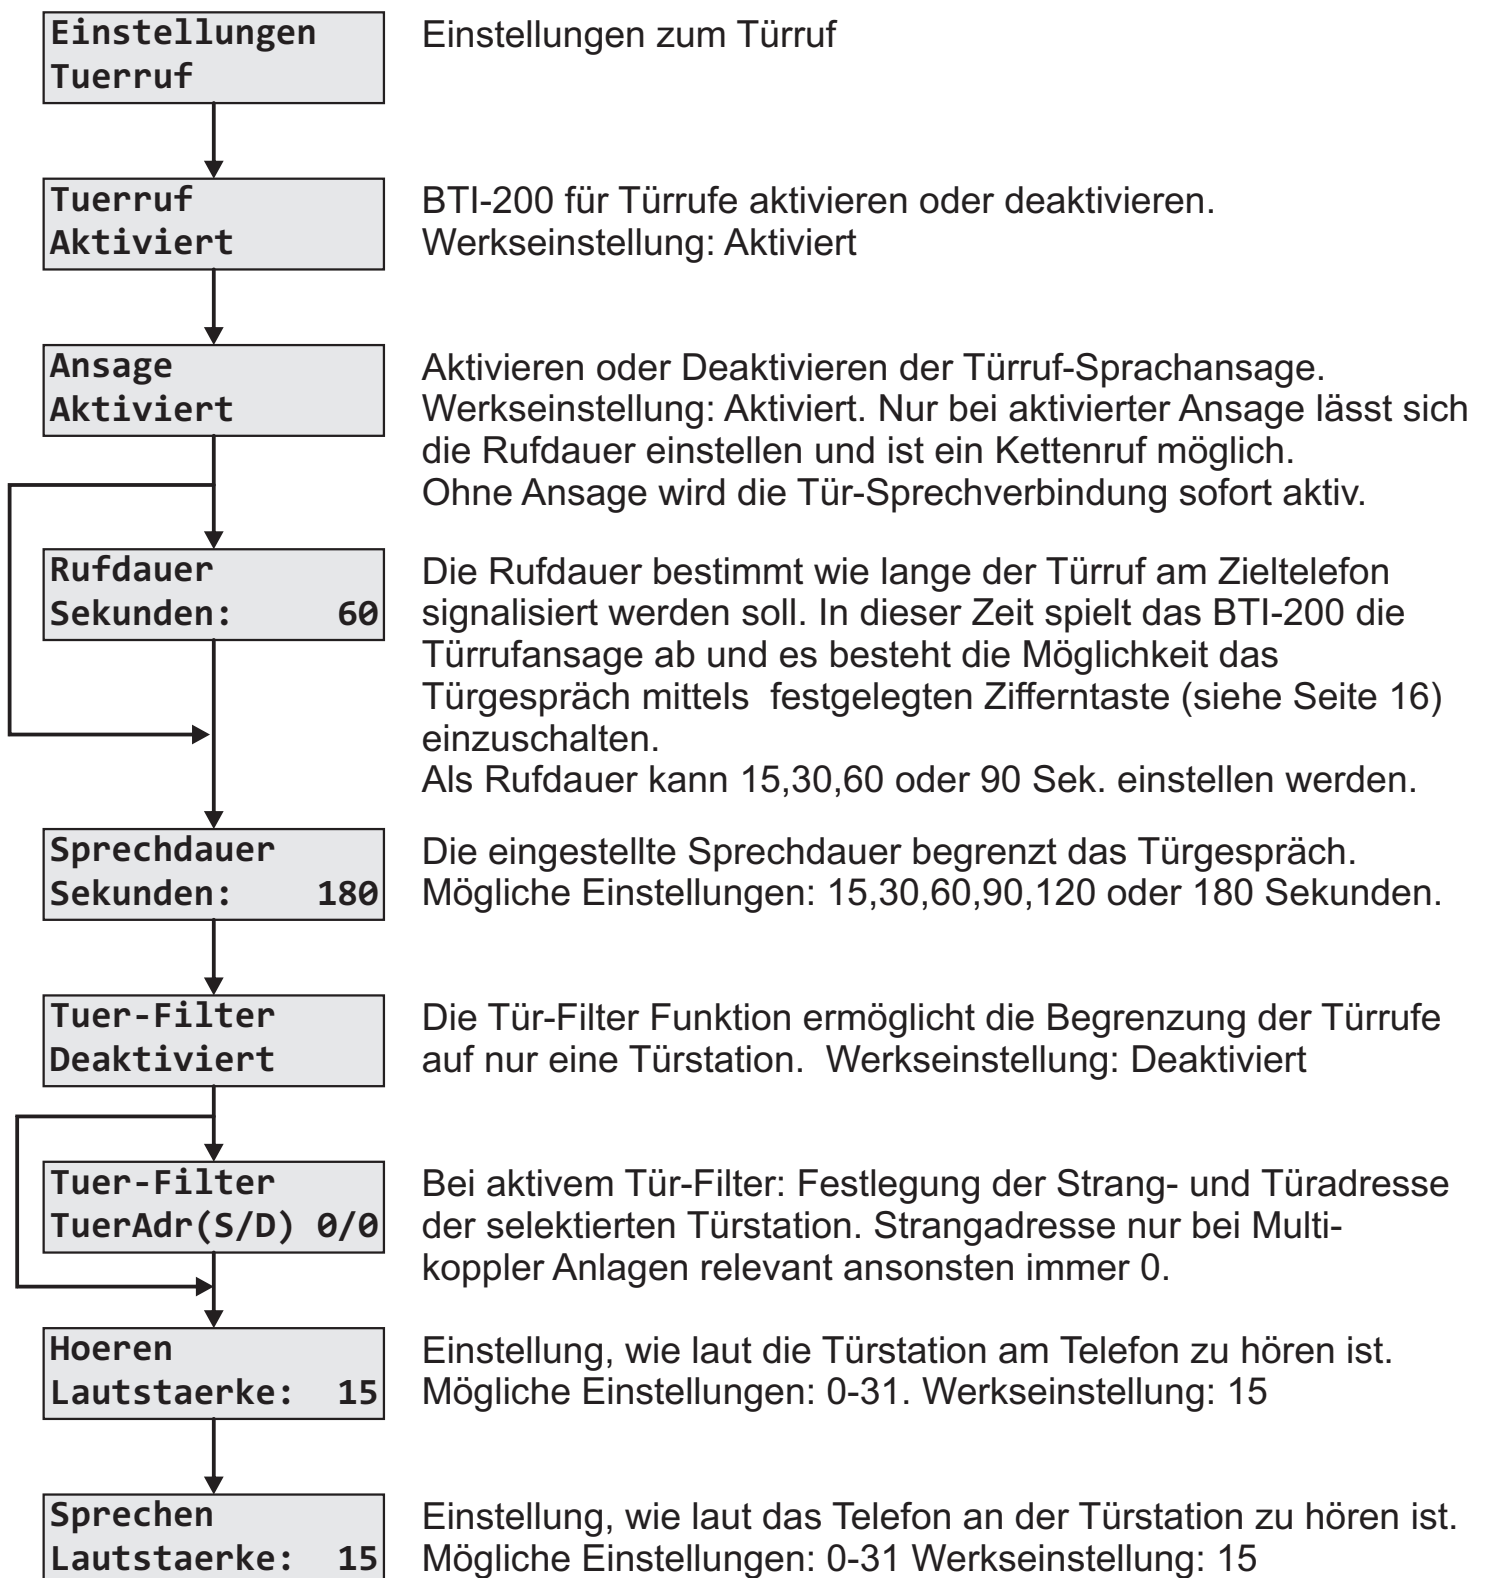 Einstellungen
Tuerruf
Einstellungen zum Türruf
Tuerruf
Aktiviert
BTI-200 für Türrufe aktivieren oder deaktivieren.
Werkseinstellung: Aktiviert
Ansage
Aktiviert
Aktivieren oder Deaktivieren der Türruf-Sprachansage.
Werkseinstellung: Aktiviert. Nur bei aktivierter Ansage lässt sich
die Rufdauer einstellen und ist ein Kettenruf möglich.
Ohne Ansage wird die Tür-Sprechverbindung sofort aktiv.
Rufdauer
Sekunden: 60
Die Rufdauer bestimmt wie lange der Türruf am Zieltelefon
signalisiert werden soll. In dieser Zeit spielt das BTI-200 die
Türrufansage ab und es besteht die Möglichkeit das
Türgespräch mittels festgelegten Zifferntaste (siehe Seite 16)
einzuschalten.
Als Rufdauer kann 15,30,60 oder 90 Sek. einstellen werden.
Sprechdauer
Sekunden: 180
Die eingestellte Sprechdauer begrenzt das Türgespräch.
Mögliche Einstellungen: 15,30,60,90,120 oder 180 Sekunden.
Tuer-Filter
Deaktiviert
Die Tür-Filter Funktion ermöglicht die Begrenzung der Türrufe
auf nur eine Türstation. Werkseinstellung: Deaktiviert
Tuer-Filter
TuerAdr(S/D) 0/0
Bei aktivem Tür-Filter: Festlegung der Strang- und Türadresse
der selektierten Türstation. Strangadresse nur bei Multi-
koppler Anlagen relevant ansonsten immer 0.
Hoeren
Lautstaerke: 15
Einstellung, wie laut die Türstation am Telefon zu hören ist.
Mögliche Einstellungen: 0-31. Werkseinstellung: 15
Sprechen
Lautstaerke: 15
Einstellung, wie laut das Telefon an der Türstation zu hören ist.
Mögliche Einstellungen: 0-31 Werkseinstellung: 15